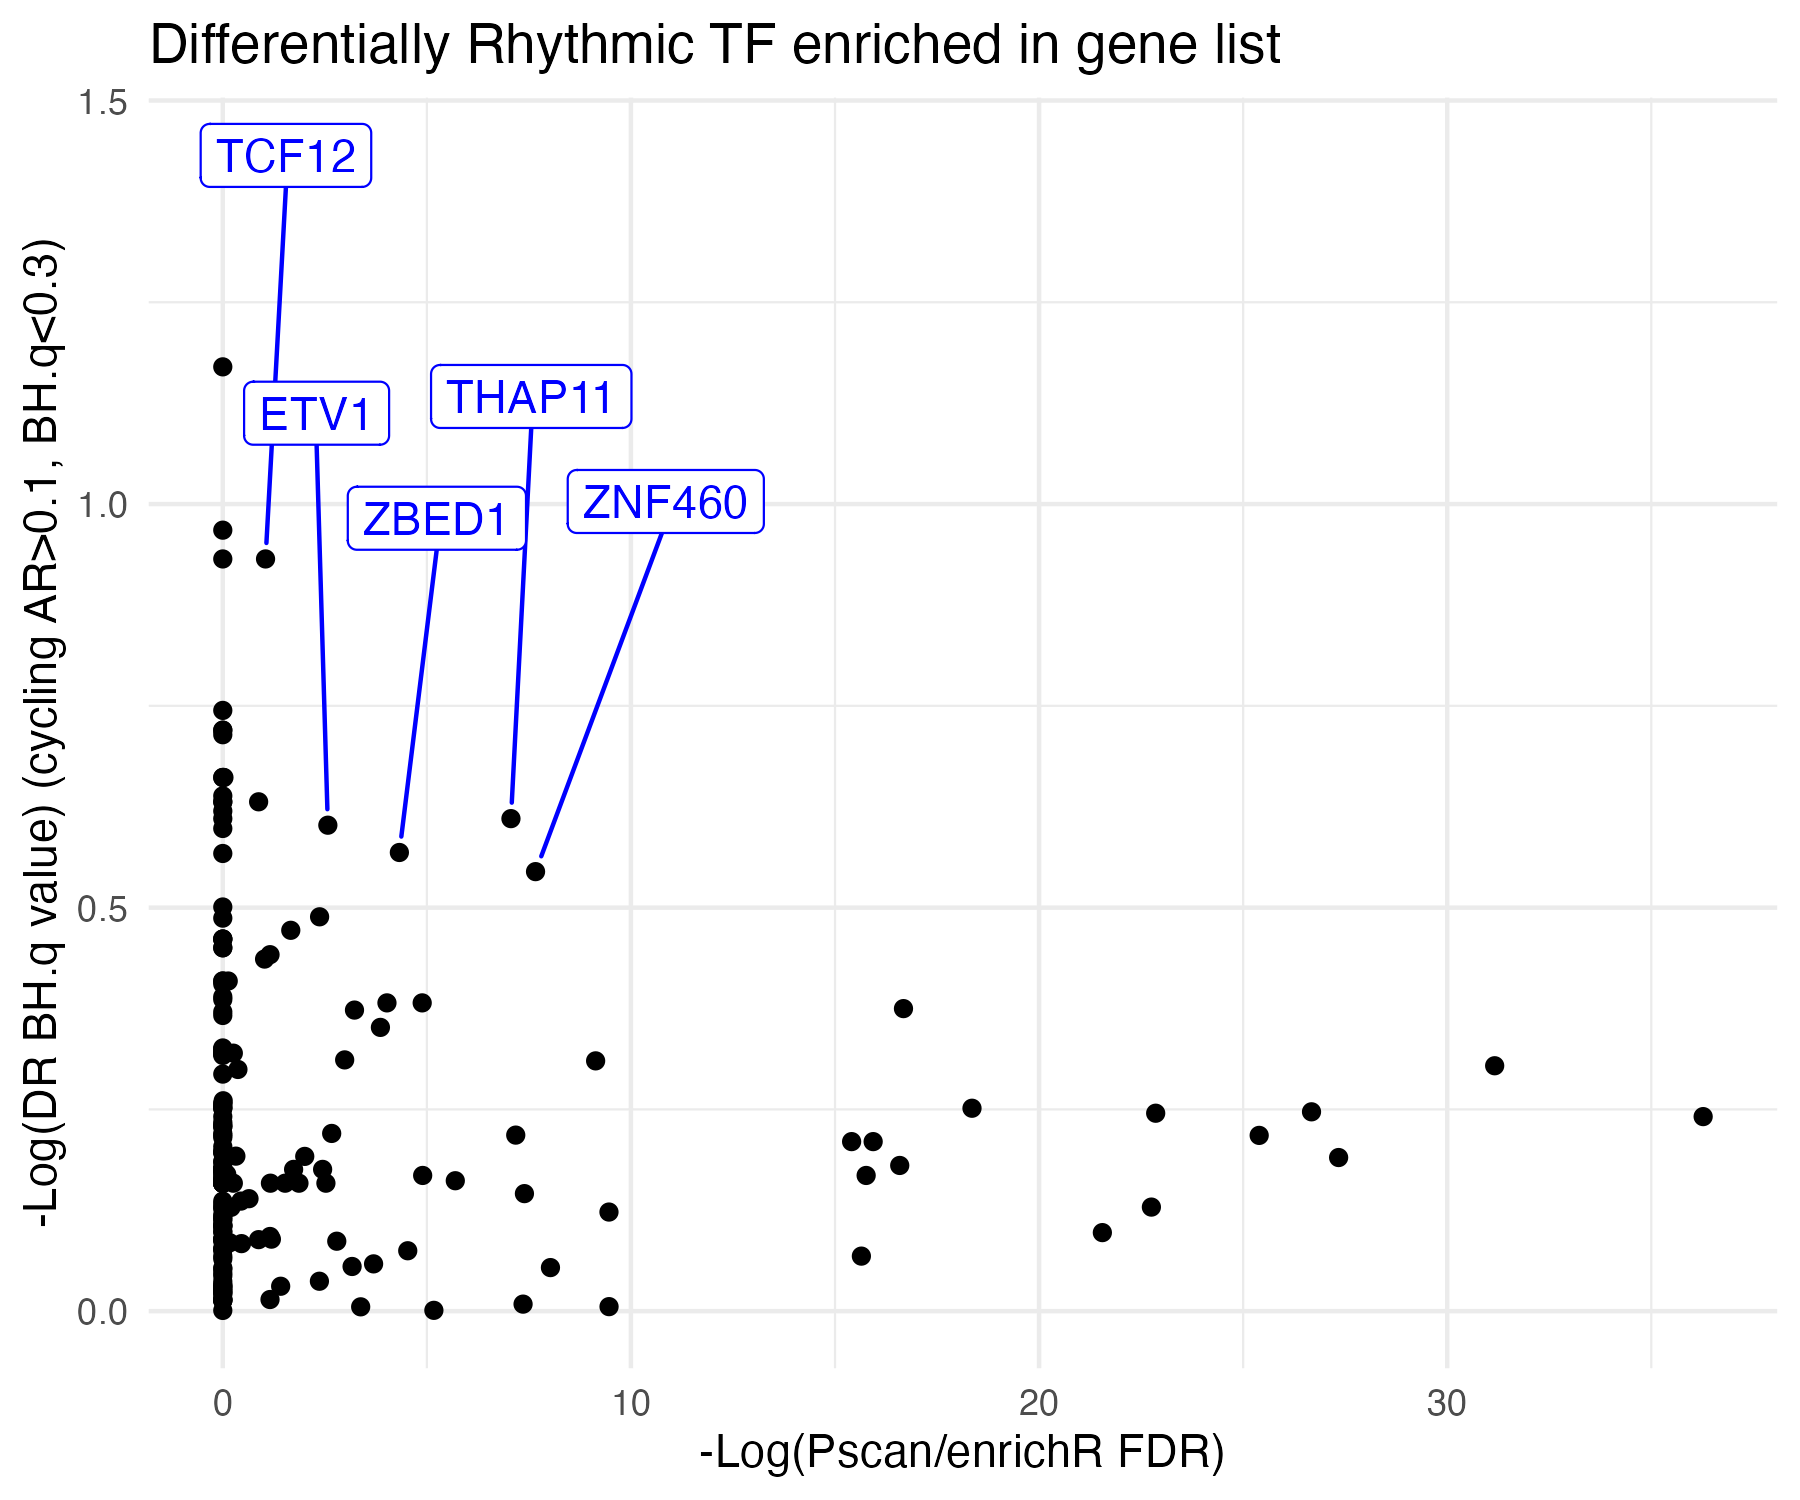 Differentially Rhythmic TF enriched in gene list
-Log(DR BH.q value) (cycling AR>0.1, BH.q<0.3)
1.5
1.0
0.5
0.0
TCF12
ETV1
THAP11
ZBED1
ZNF460
0
10
20
30
-Log(Pscan/enrichR FDR)